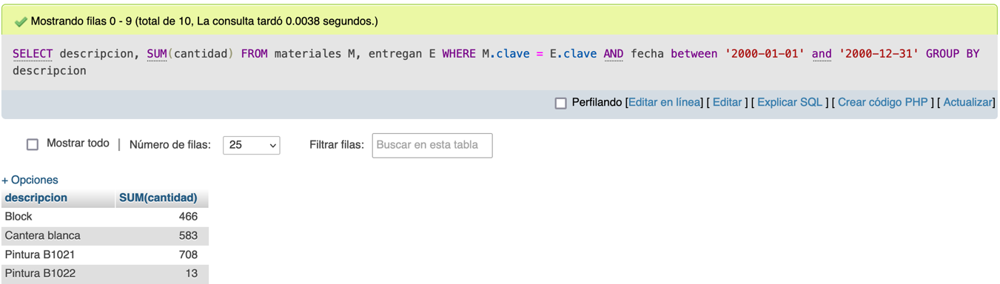 Mostrando filas 0 - 9 (total de 10, La consulta tardó 0.0038 segundos.)
SELECT descripcion, SUM(cantidad) FROM materiales M, entregan E WHERE M.clave = E.clave AND fecha between '2000-01-01' and '2000-12-31' GROUP BY
descripcion
Perfilando [Editar en línea] [ Editar ] [ Explicar SQL ] [ Crear código PHP ] [ Actualizar]
Mostrar todo | Número de filas: 25 Filtrar filas: Buscar en esta tabla
+ Opciones
descripcion SUM(cantidad)
Block 466
Cantera blanca 583
Pintura B1021 708
Pintura B1022 13